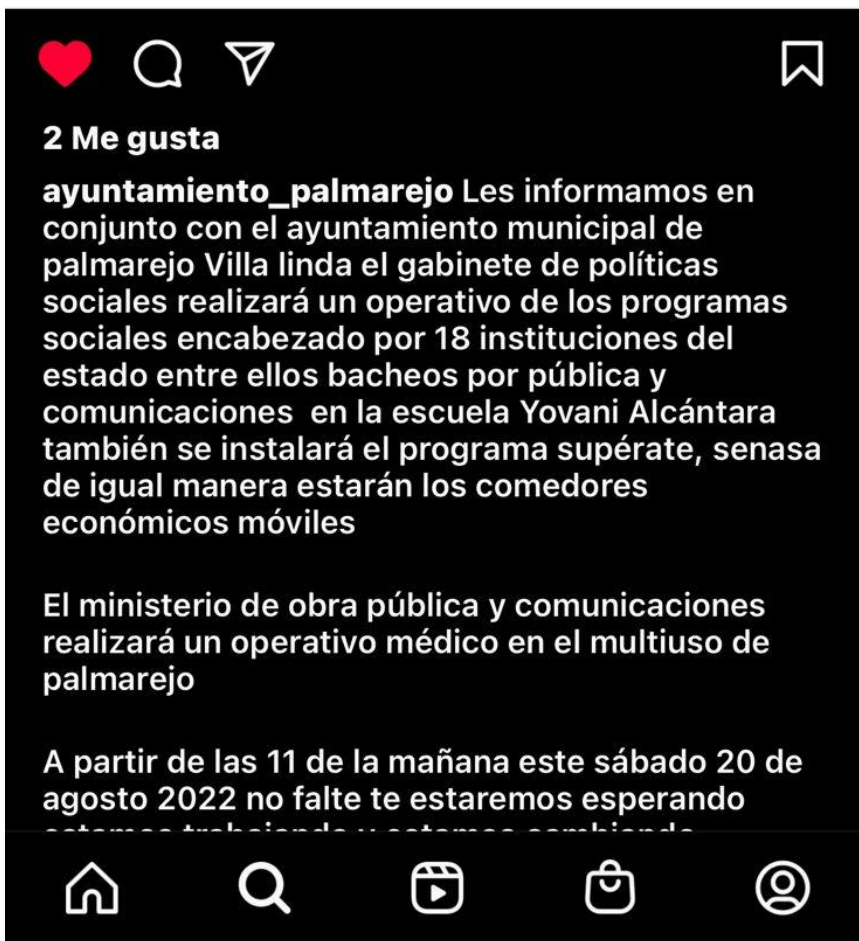 2 Me gusta
ayuntamiento_palmarejo Les informamos en
conjunto con el ayuntamiento municipal de
palmarejo Villa linda el gabinete de políticas
sociales realizará un operativo de los programas
sociales encabezado por 18 instituciones del
estado entre ellos bacheos por pública y
comunicaciones en la escuela Yovani Alcántara
también se instalará el programa supérate, senasa
de igual manera estarán los comedores
económicos móviles
El ministerio de obra pública y comunicaciones
realizará un operativo médico en el multiuso de
palmarejo
A partir de las 11 de la mañana este sábado 20 de
agosto 2022 no falte te estaremos esperando